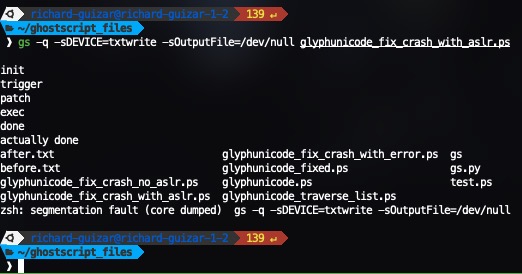 richard-guizar@richard-guizar-1-2 139 ↵
~/ghostscript_files
❯ gs -q -sDEVICE=txtwrite -sOutputFile=/dev/null glyphunicode_fix_crash_with_aslr.ps
init
trigger
patch
exec
done
actually done
after.txt glyphunicode_fix_crash_with_error.ps gs
before.txt glyphunicode_fixed.ps gs.py
glyphunicode_fix_crash_no_aslr.ps glyphunicode.ps test.ps
glyphunicode_fix_crash_with_aslr.ps glyphunicode_traverse_list.ps
zsh: segmentation fault (core dumped) gs -q -sDEVICE=txtwrite -sOutputFile=/dev/null
richard-guizar@richard-guizar-1-2 139 ↵
~/ghostscript_files
❯